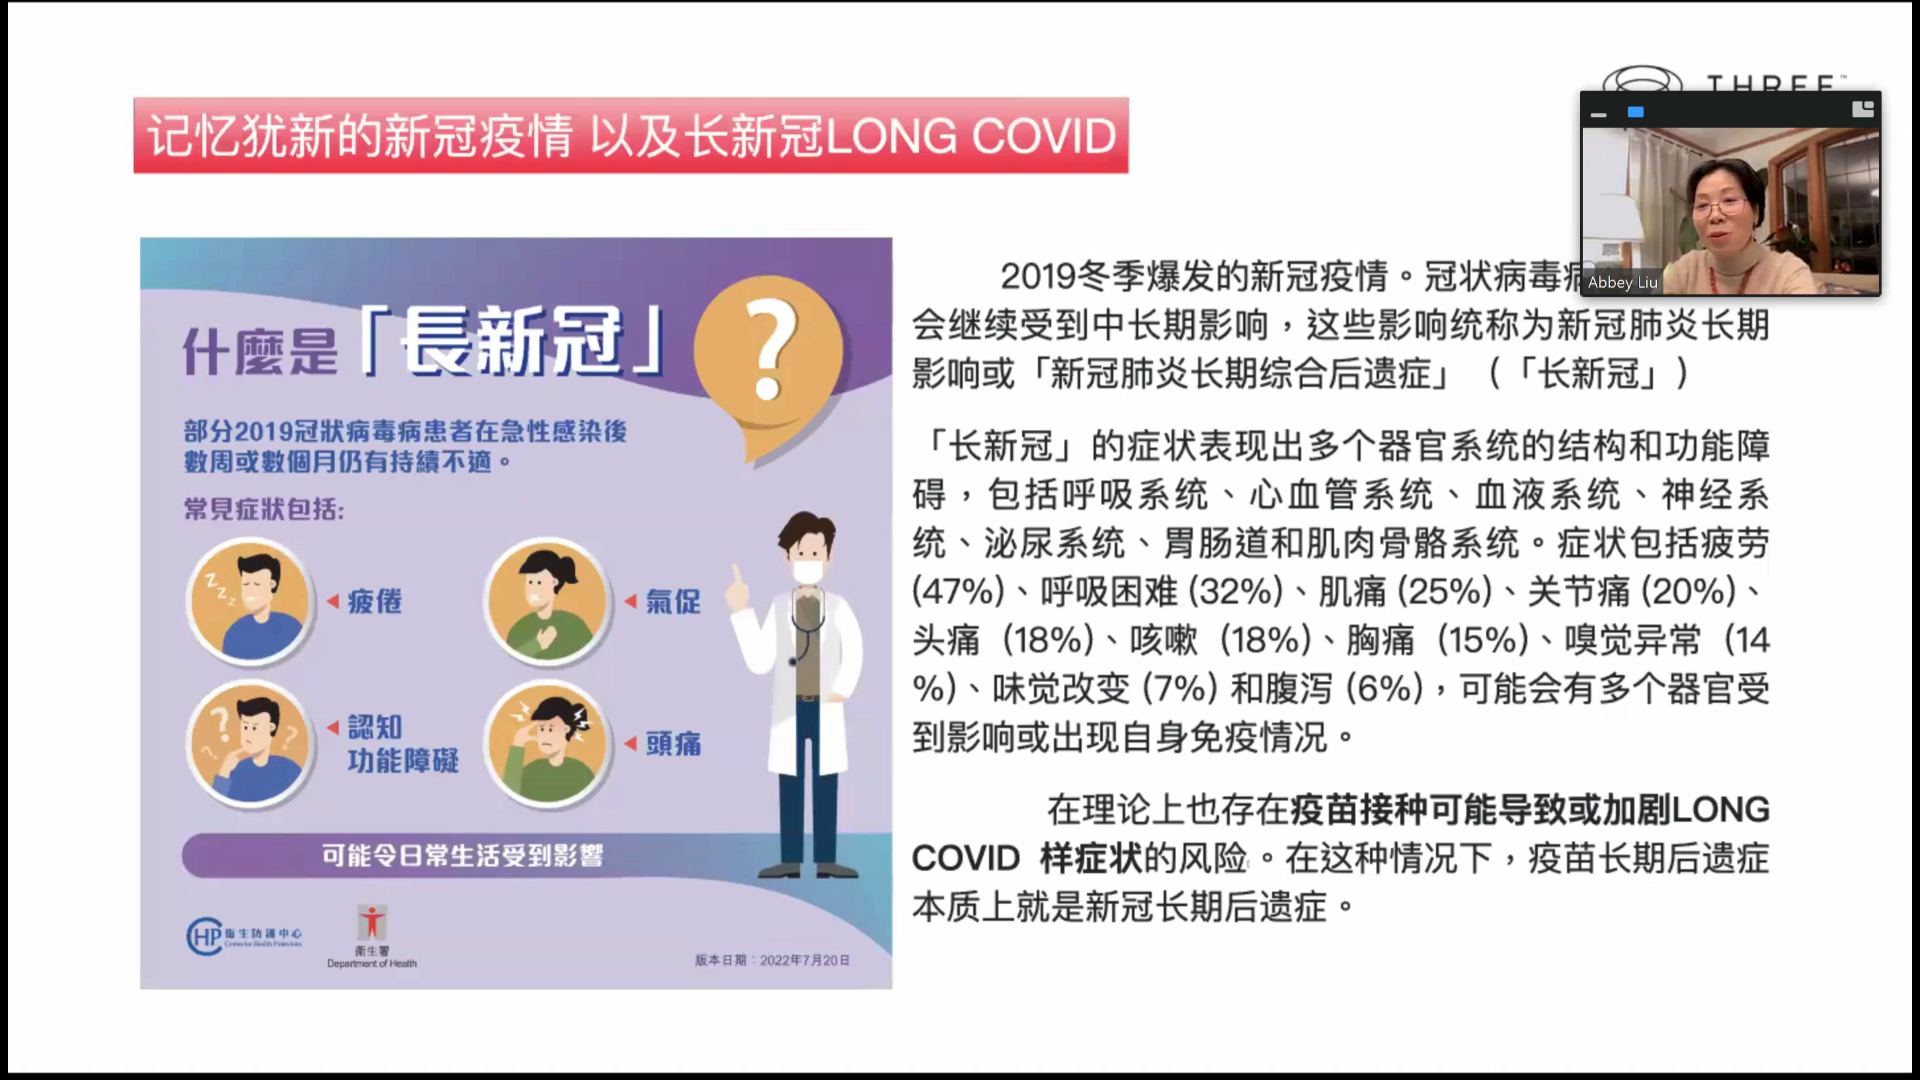 THREE™
记忆犹新的新冠疫情 以及长新冠LONG COVID
Abbey Liu
什麼是「長新冠」?
部分2019冠狀病毒病患者在急性感染後
數周或數個月仍有持續不適。
常見症狀包括:
zzz
疲倦
氣促
? ?
認知
功能障礙
頭痛
可能令日常生活受到影響
CHP 衞生防護中心
Centre for Health Protection
衞生署
Department of Health
版本日期：2022年7月20日
2019冬季爆发的新冠疫情。冠状病毒
会继续受到中长期影响，这些影响统称为新冠肺炎长期
影响或「新冠肺炎长期综合后遗症」（「长新冠」）
「长新冠」的症状表现出多个器官系统的结构和功能障
碍，包括呼吸系统、心血管系统、血液系统、神经系
统、泌尿系统、胃肠道和肌肉骨骼系统。症状包括疲劳
(47%)、呼吸困难 (32%)、肌痛 (25%)、关节痛 (20%)、
头痛 (18%)、咳嗽 (18%)、胸痛 (15%)、嗅觉异常 (14
%)、味觉改变 (7%) 和腹泻 (6%)，可能会有多个器官受
到影响或出现自身免疫情况。
在理论上也存在疫苗接种可能导致或加剧LONG
COVID 样症状的风险。在这种情况下，疫苗长期后遗症
本质上就是新冠长期后遗症。